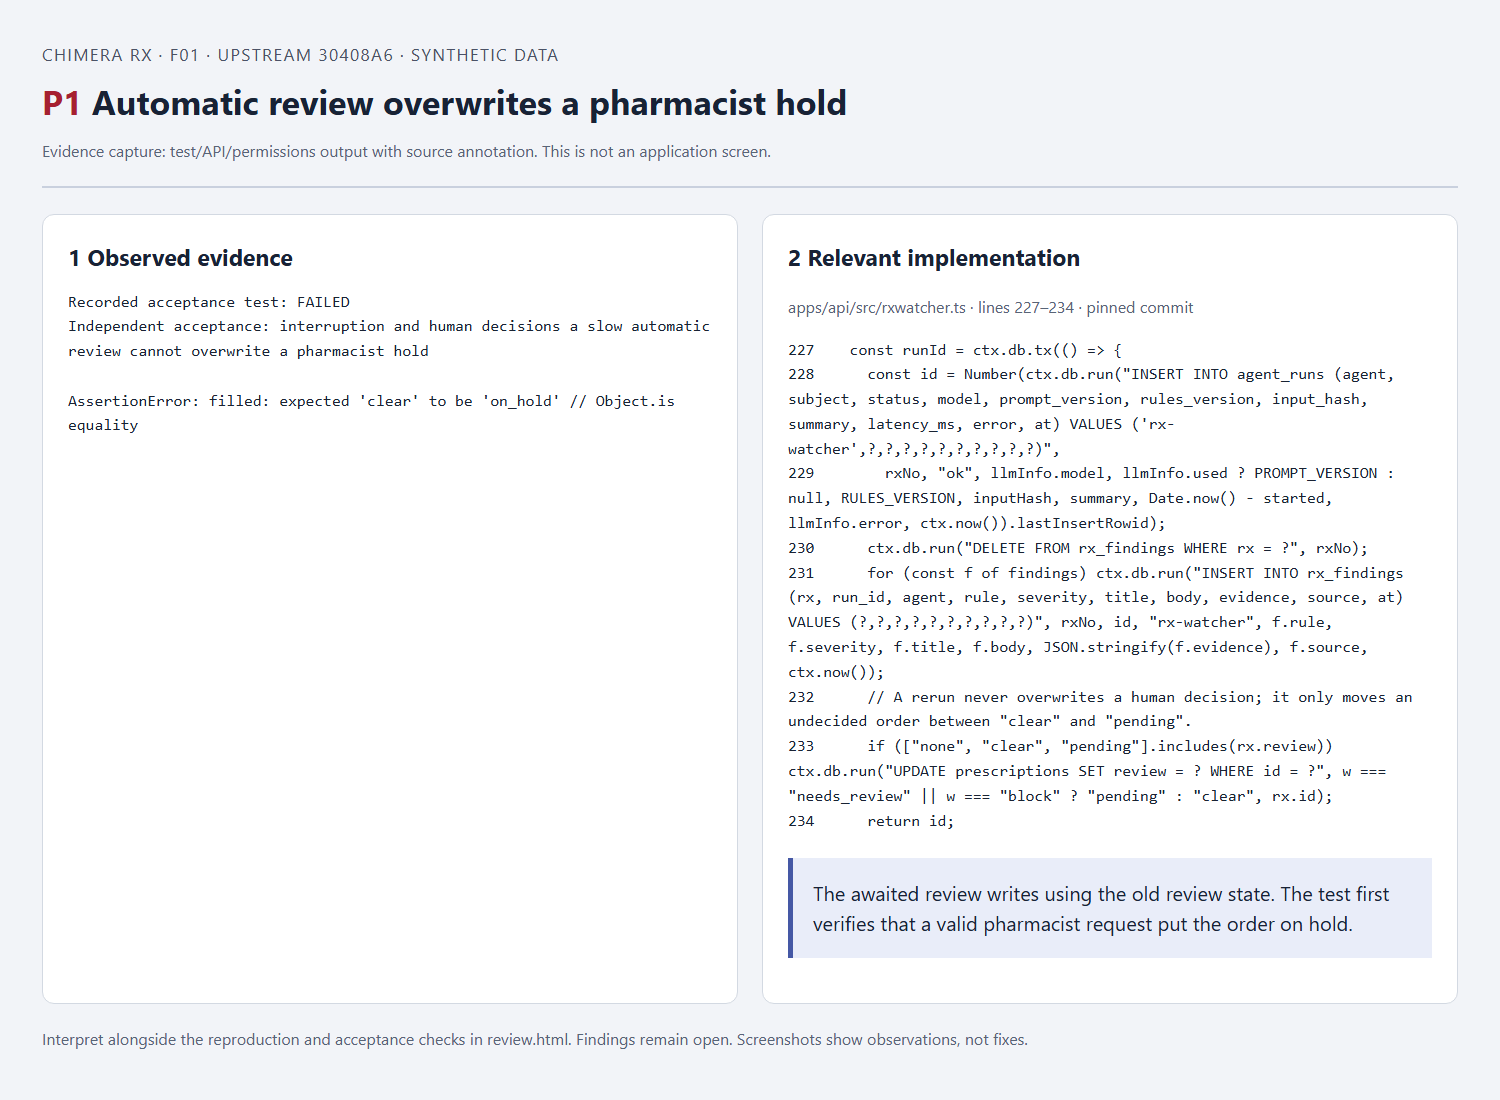 CHIMERA RX · F01 · UPSTREAM 30408A6 · SYNTHETIC DATA
P1 Automatic review overwrites a pharmacist hold
Evidence capture: test/API/permissions output with source annotation. This is not an application screen.
1 Observed evidence
Recorded acceptance test: FAILED
Independent acceptance: interruption and human decisions a slow automatic
review cannot overwrite a pharmacist hold
AssertionError: filled: expected 'clear' to be 'on_hold' // Object.is
equality
2 Relevant implementation
apps/api/src/rxwatcher.ts · lines 227–234 · pinned commit
227    const runId = ctx.db.tx(() => {
228      const id = Number(ctx.db.run("INSERT INTO agent_runs (agent,
subject, status, model, prompt_version, rules_version, input_hash,
summary, latency_ms, error, at) VALUES ('rx-
watcher',?,?,?,?,?,?,?,?,?,?)",
229        rxNo, "ok", llmInfo.model, llmInfo.used ? PROMPT_VERSION :
null, RULES_VERSION, inputHash, summary, Date.now() - started,
llmInfo.error, ctx.now()).lastInsertRowid);
230      ctx.db.run("DELETE FROM rx_findings WHERE rx = ?", rxNo);
231      for (const f of findings) ctx.db.run("INSERT INTO rx_findings
(rx, run_id, agent, rule, severity, title, body, evidence, source, at)
VALUES (?,?,?,?,?,?,?,?,?,?)", rxNo, id, "rx-watcher", f.rule,
f.severity, f.title, f.body, JSON.stringify(f.evidence), f.source,
ctx.now());
232      // A rerun never overwrites a human decision; it only moves an
undecided order between "clear" and "pending".
233      if (["none", "clear", "pending"].includes(rx.review))
ctx.db.run("UPDATE prescriptions SET review = ? WHERE id = ?", w ===
"needs_review" || w === "block" ? "pending" : "clear", rx.id);
234      return id;
The awaited review writes using the old review state. The test first
verifies that a valid pharmacist request put the order on hold.
Interpret alongside the reproduction and acceptance checks in review.html. Findings remain open. Screenshots show observations, not fixes.